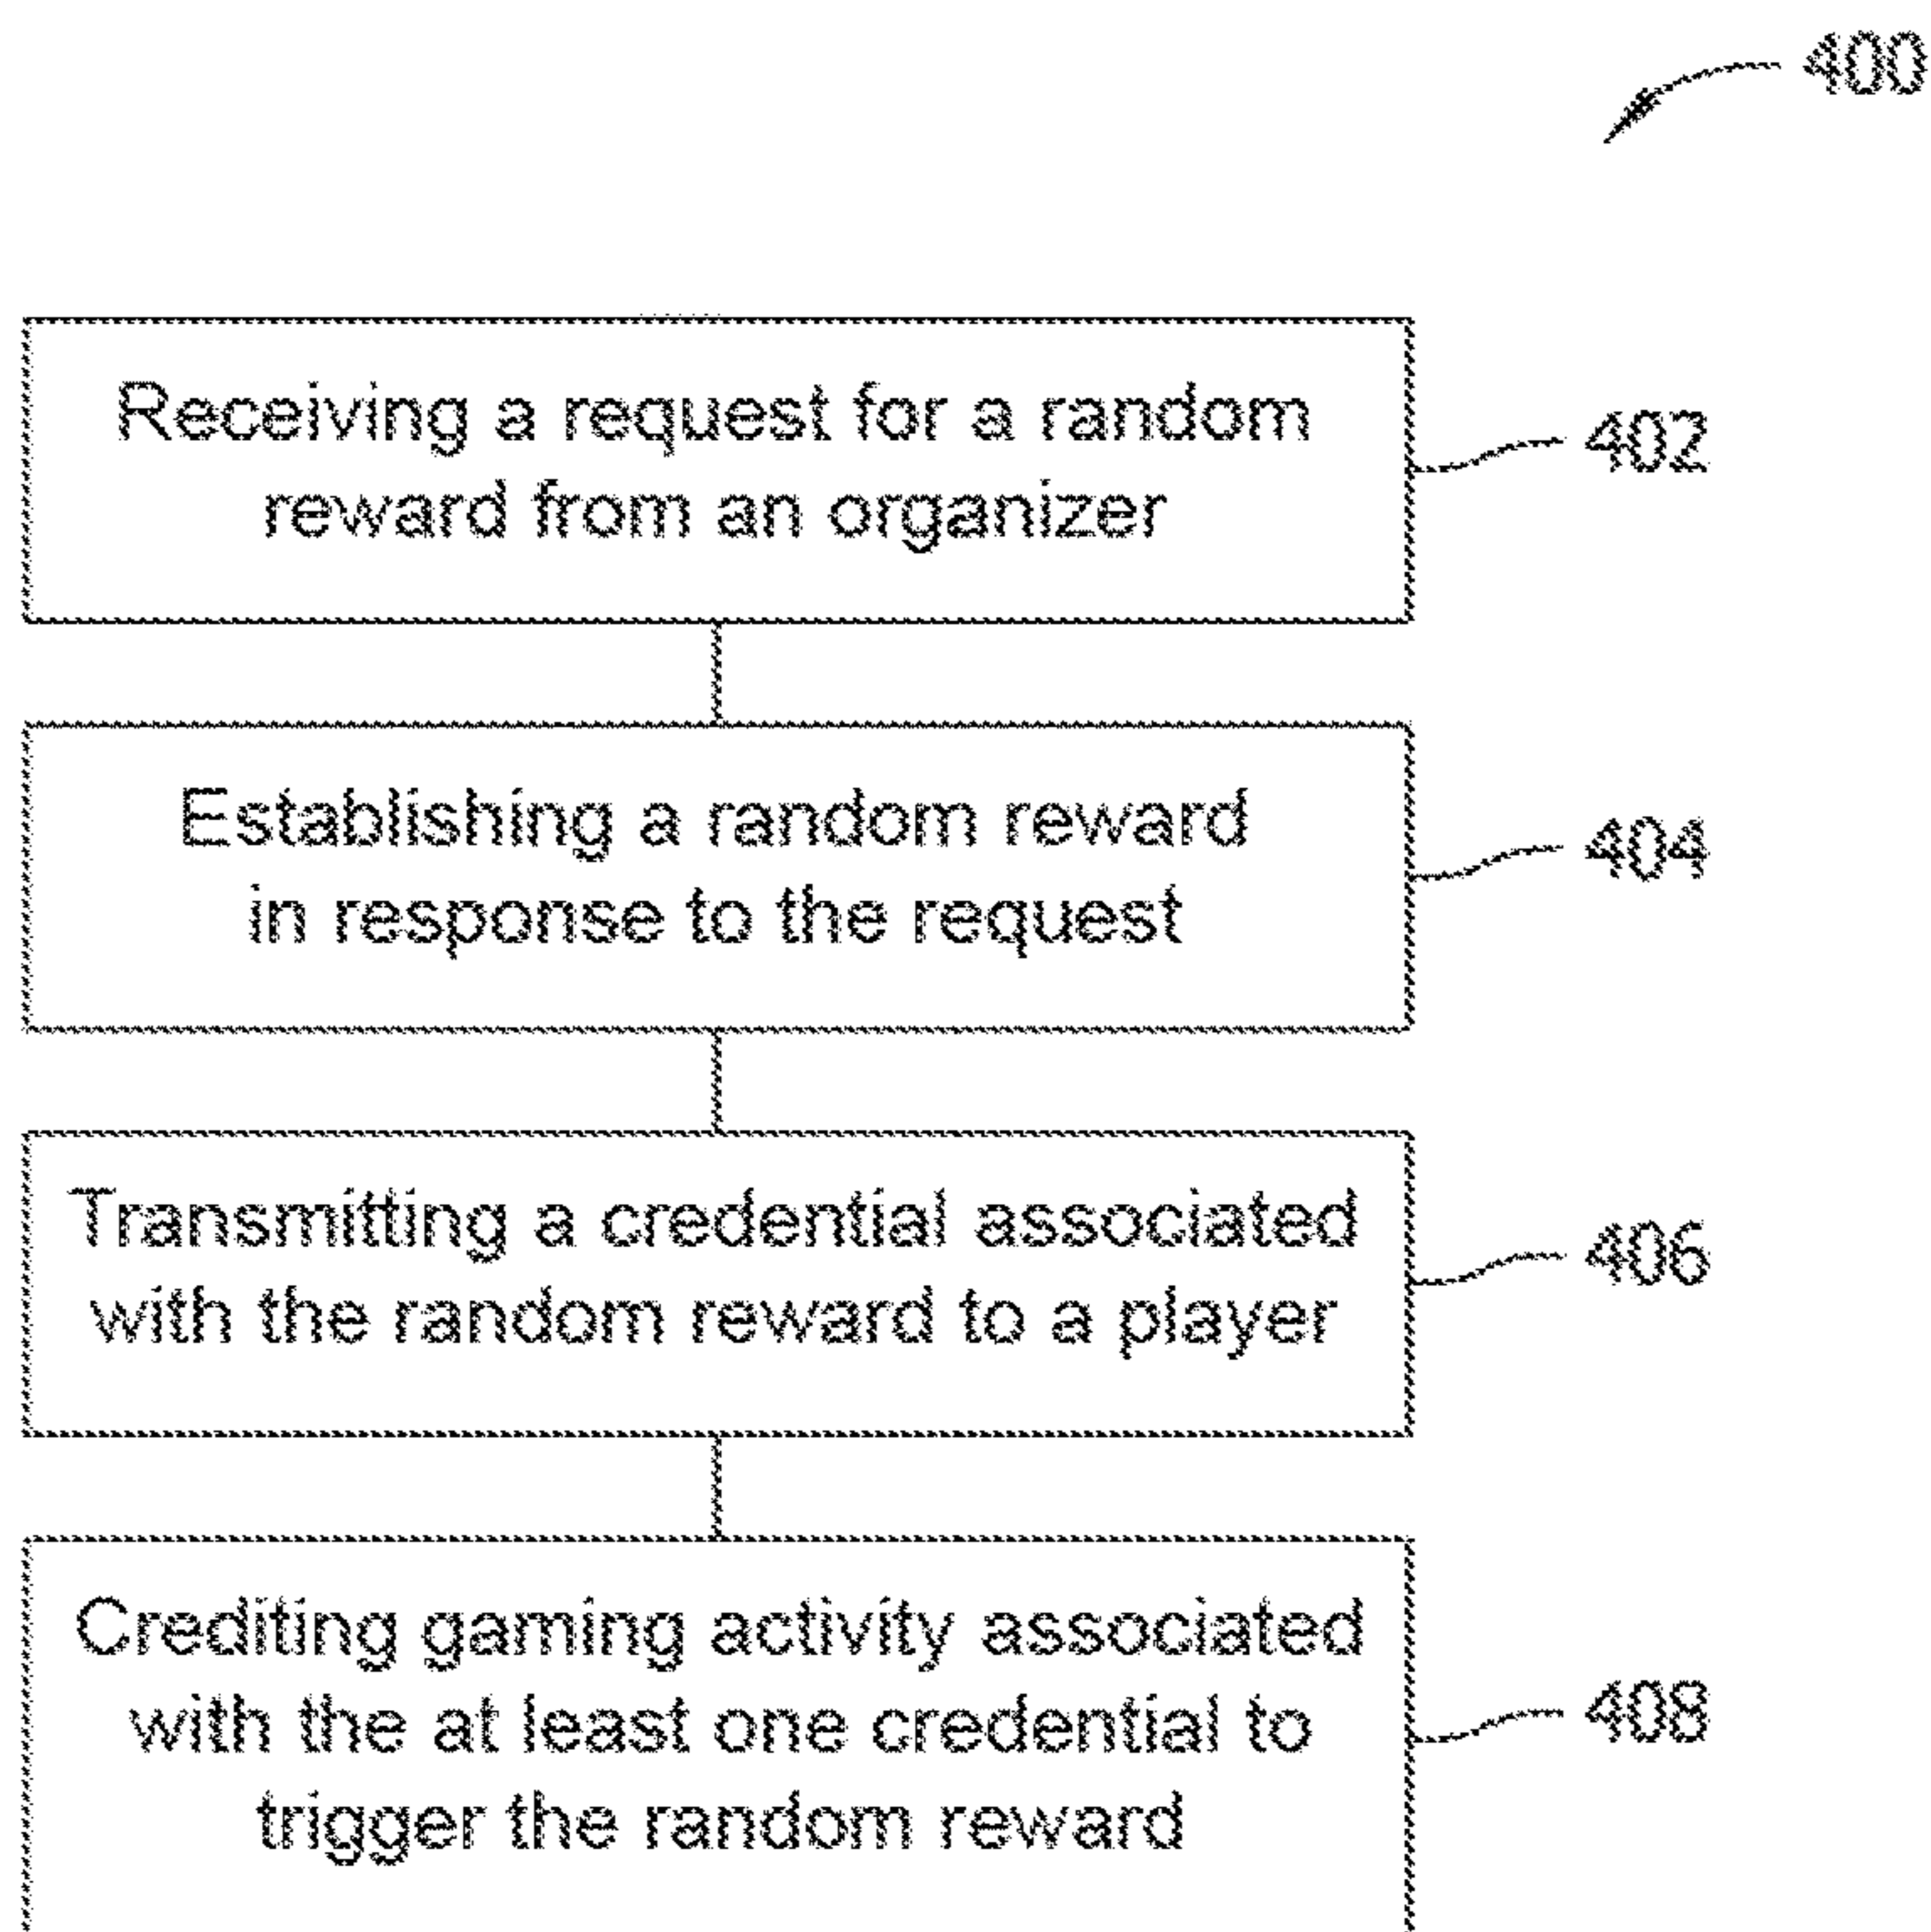 400
Receiving a request for a random
reward from an organizer
402
Establishing a random reward
in response to the request
404
Transmitting a credential associated
with the random reward to a player
406
Crediting gaming activity associated
with the at least one credential to
trigger the random reward
408